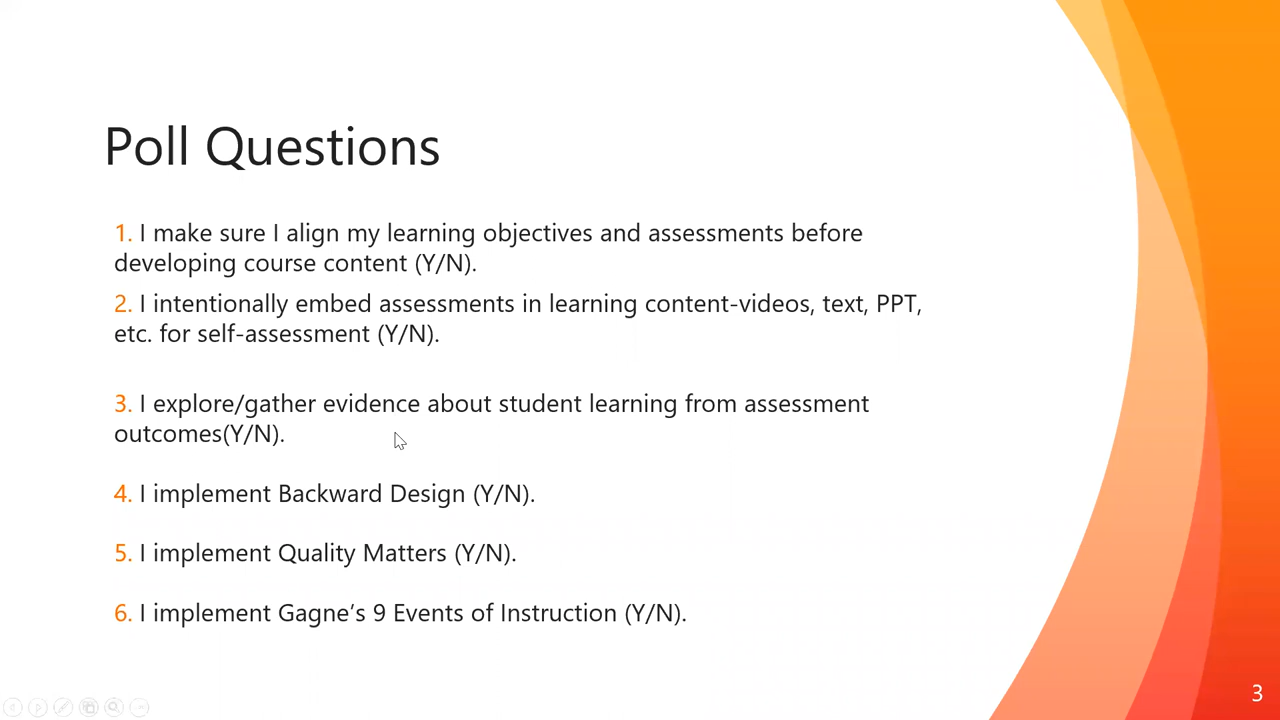 Poll Questions
1. I make sure I align my learning objectives and assessments before
developing course content (Y/N).
2. I intentionally embed assessments in learning content-videos, text, PPT,
etc. for self-assessment (Y/N).
3. I explore/gather evidence about student learning from assessment
outcomes(Y/N).
4. I implement Backward Design (Y/N).
5. I implement Quality Matters (Y/N).
6. I implement Gagne’s 9 Events of Instruction (Y/N).
3